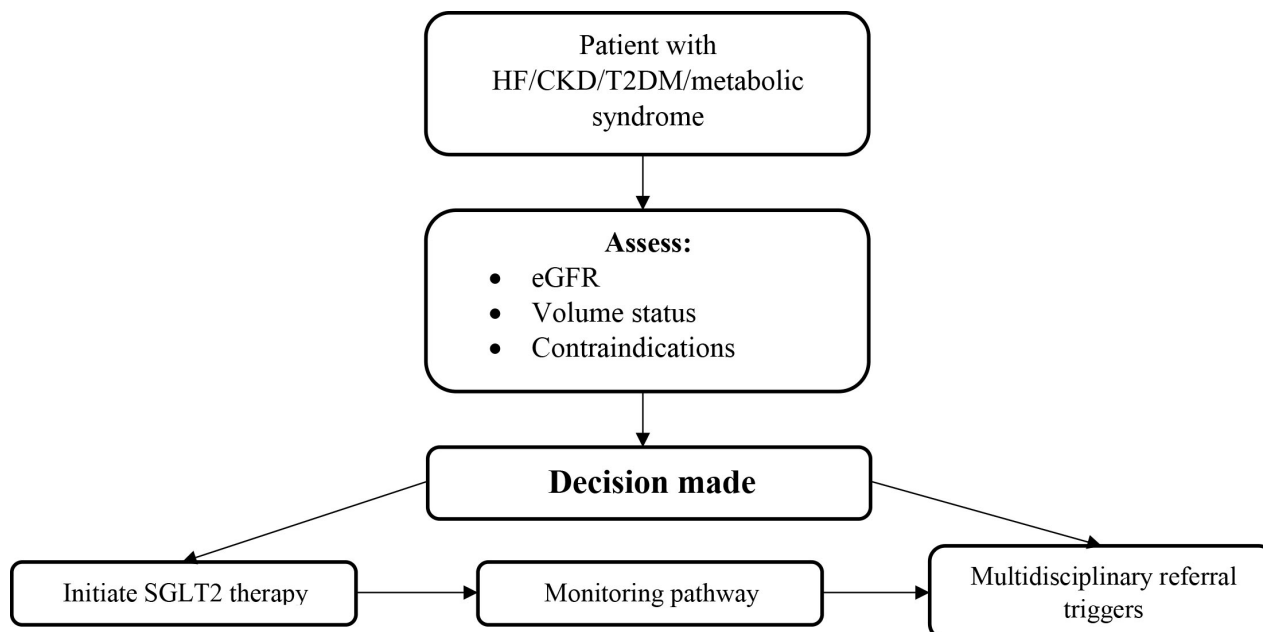 Patient with
HF/CKD/T2DM/metabolic
syndrome
Assess:
• eGFR
• Volume status
• Contraindications
Decision made
Initiate SGLT2 therapy
Monitoring pathway
Multidisciplinary referral
triggers